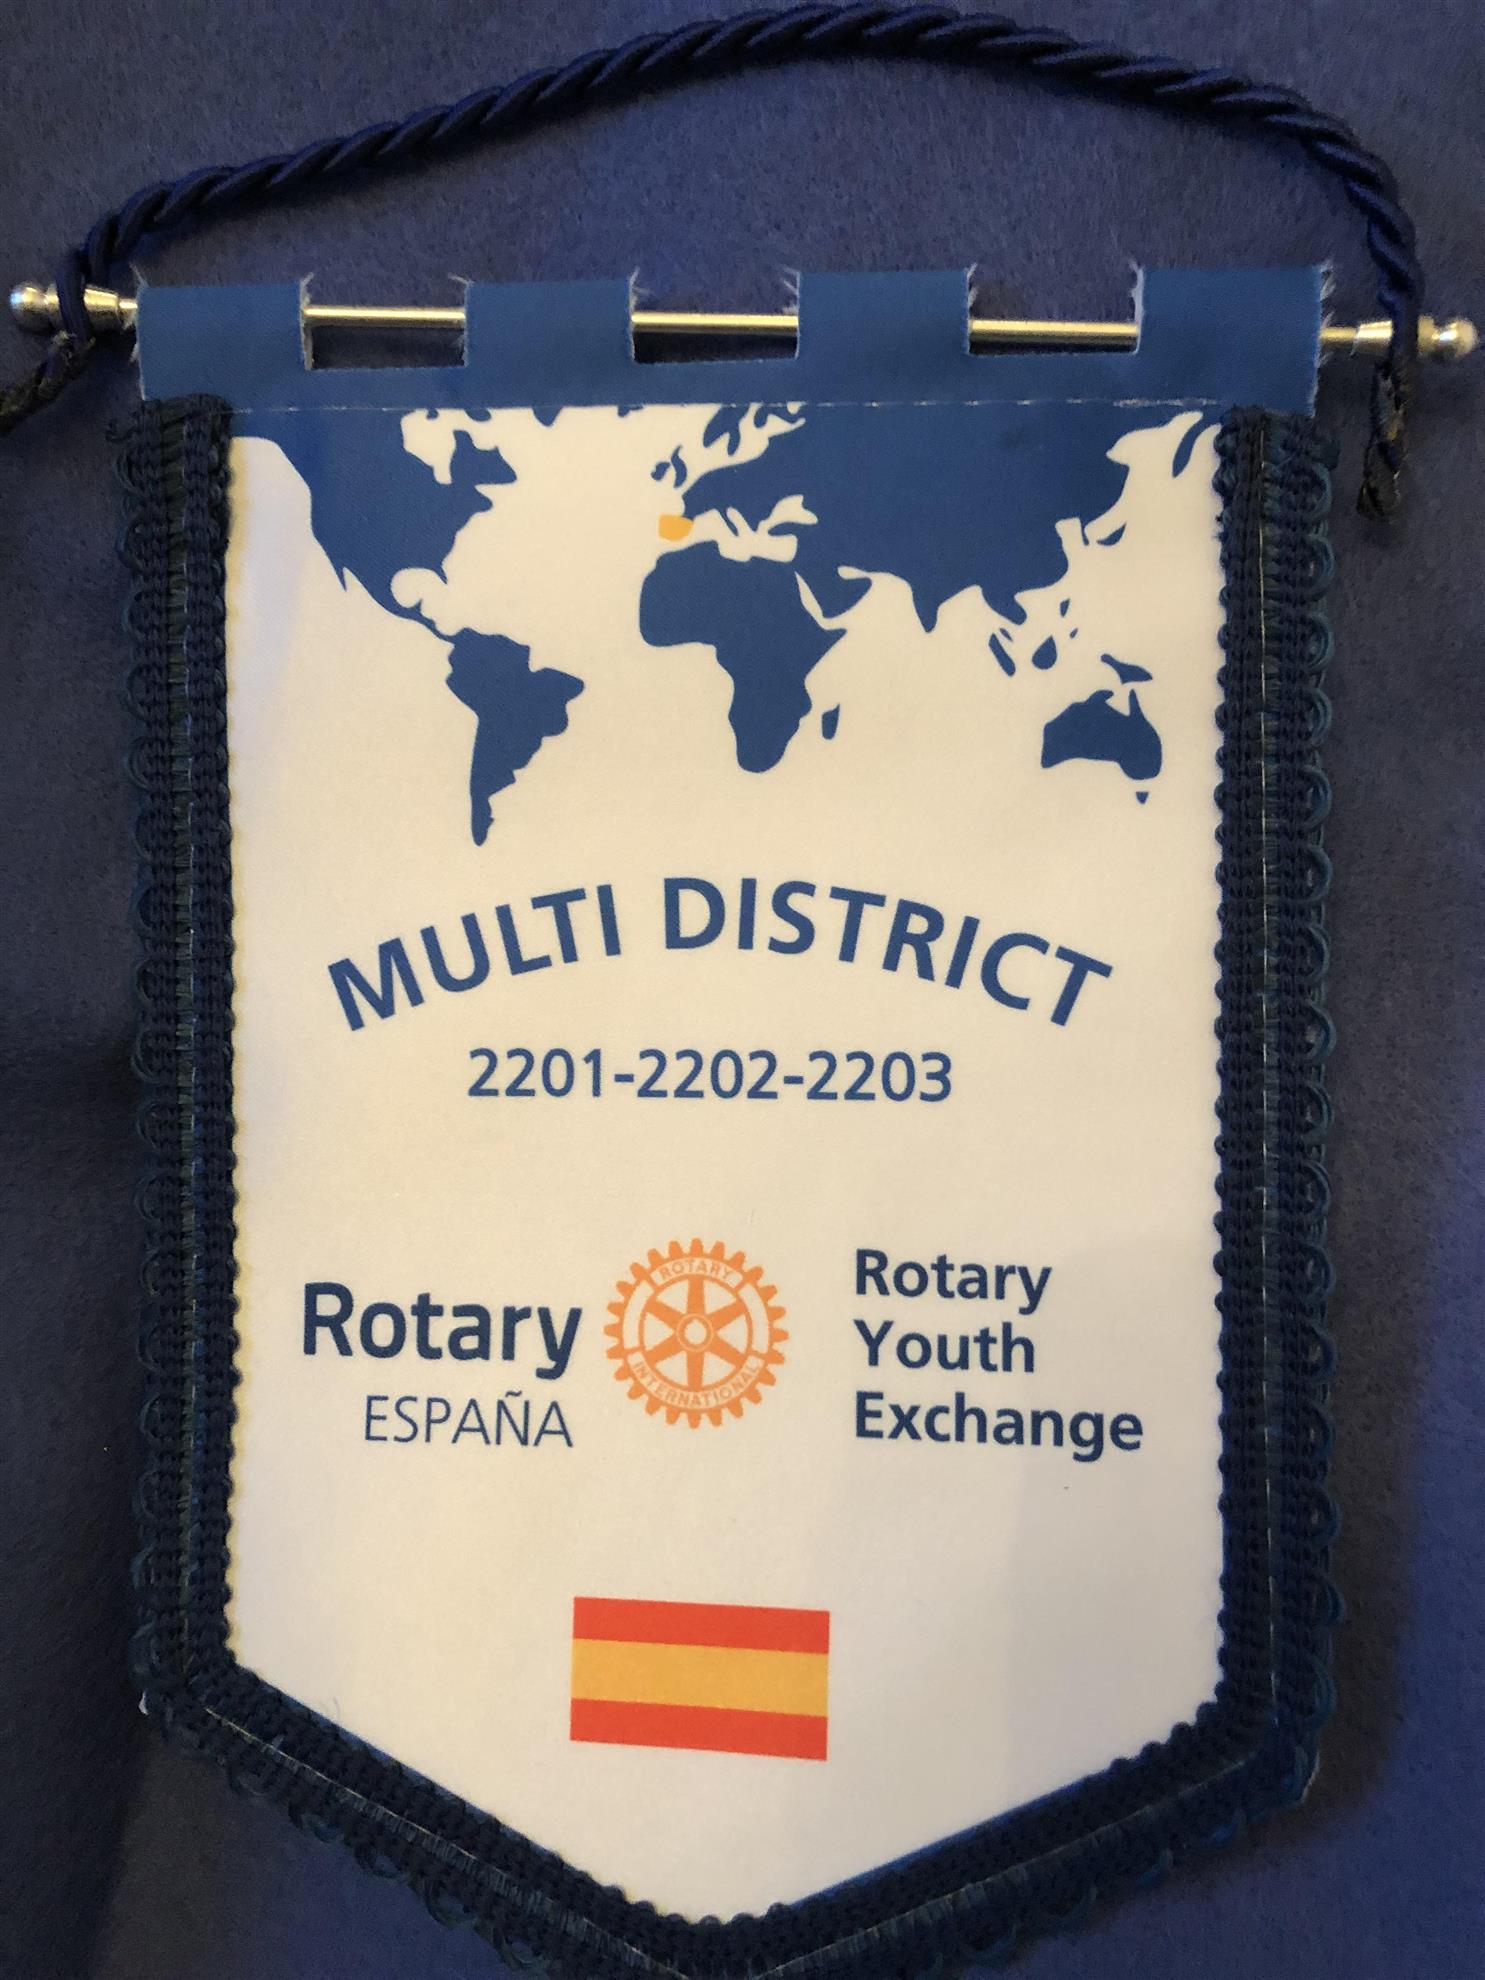 MULTI DISTRICT
2201-2202-2203
Rotary
ESPAÑA
ROTARY
INTERNATIONAL
Rotary
Youth
Exchange